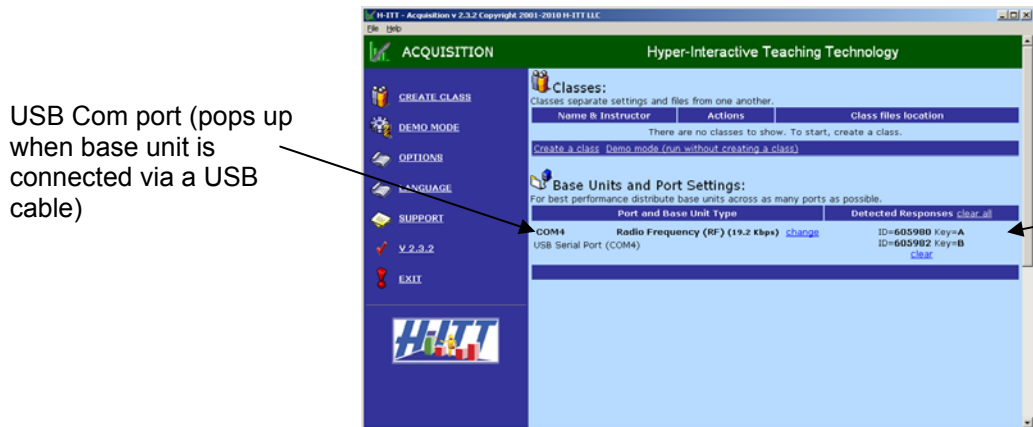 H-ITT - Acquisition v 2.3.2 Copyright 2001-2010 H-ITT LLC
File Help
ACQUISITION
Hyper-Interactive Teaching Technology
USB Com port (pops up
when base unit is
connected via a USB
cable)
CREATE CLASS
DEMO MODE
OPTIONS
LANGUAGE
SUPPORT
V 2.3.2
EXIT
H-ITT
Classes:
Classes separate settings and files from one another.
Name & Instructor Actions Class files location
There are no classes to show. To start, create a class.
Create a class Demo mode (run without creating a class)
Base Units and Port Settings:
For best performance distribute base units across as many ports as possible.
Port and Base Unit Type Detected Responses clear all
COM4 Radio Frequency (RF) (19.2 Kbps) change ID=605980 Key=A
USB Serial Port (COM4) ID=605982 Key=B
clear